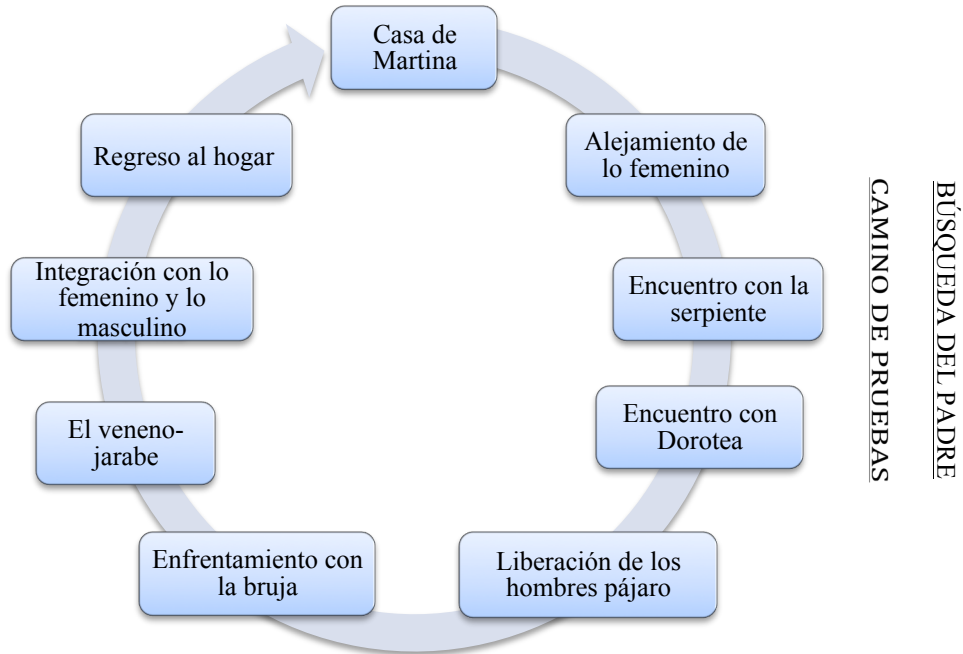 Casa de
Martina
Alejamiento de
lo femenino
Encuentro con la
serpiente
Encuentro con
Dorotea
Liberación de los
hombres pájaro
Enfrentamiento con
la bruja
El veneno-
jarabe
Integración con lo
femenino y lo
masculino
Regreso al hogar
BÚSQUEDA DEL PADRE
CAMINO DE PRUEBAS